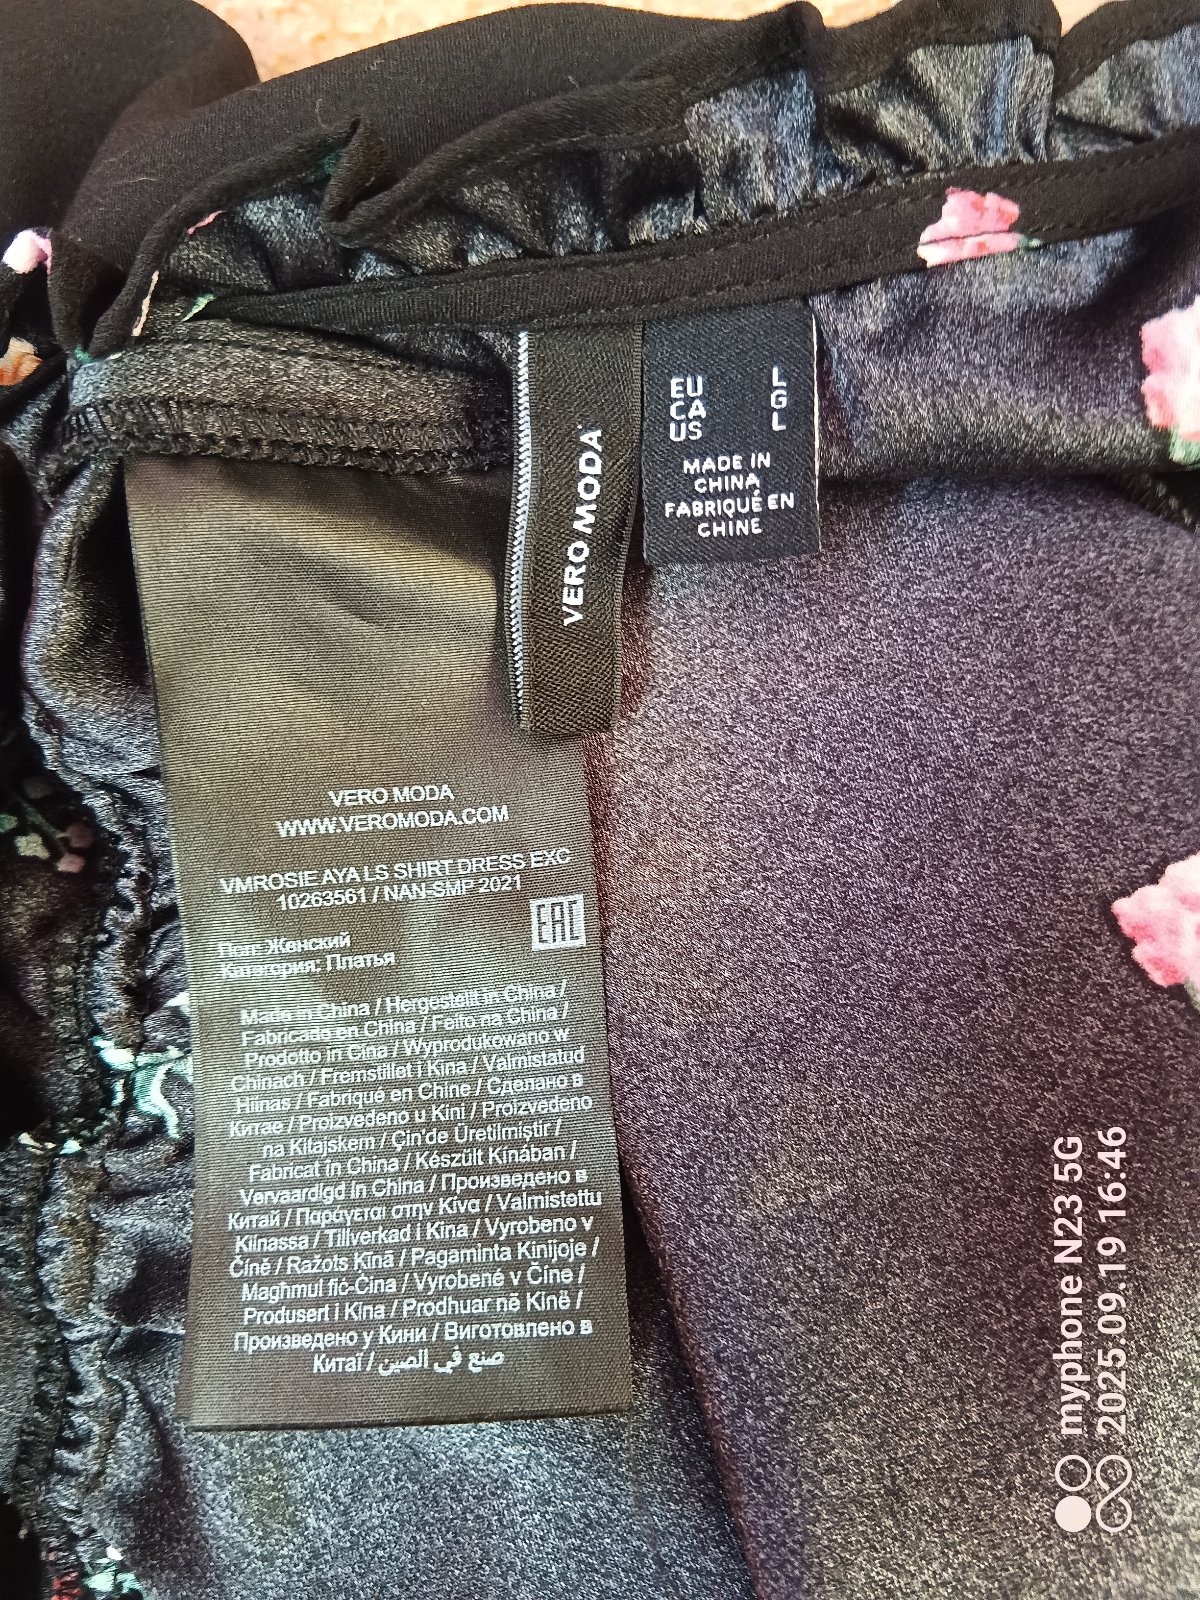 VERO MODA
EU L
CA G
US L
MADE IN
CHINA
FABRIQUÉ EN
CHINE
VERO MODA
WWW.VEROMODA.COM
VMROSIE AYA LS SHIRT DRESS EXC
10263561 / NAN-SMP 2021
EAC
Пол: Женский
Категория: Платья
Made in China / Hergestellt in China /
Fabricado en China / Feito na China /
Prodotto in Cina / Wyprodukowano w
Chinach / Fremstillet i Kina / Valmistatud
Hiinas / Fabriqué en Chine / Сделано в
Китае / Proizvedeno u Kini / Proizvedeno
na Kitajskem / Çin'de Üretilmiştir /
Fabricat în China / Készült Kínában /
Vervaardigd in China / Произведено в
Китай / Παράγεται στην Κίνα / Valmistettu
Kiinassa / Tillverkad i Kina / Vyrobeno v
Číně / Ražots Ķīnā / Pagaminta Kinijoje /
Magħmul fiċ-Ċina / Vyrobené v Číne /
Produsert i Kina / Prodhuar në Kinë /
Произведено у Кини / Виготовлено в
Китаї / صنع في الصين
myphone N23 5G
2025.09.19 16:46